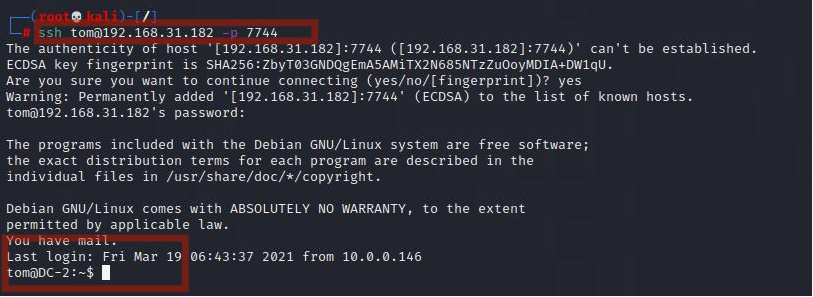 ┌──(root💀kali)-[/]
└─# ssh tom@192.168.31.182 -p 7744
The authenticity of host '[192.168.31.182]:7744 ([192.168.31.182]:7744)' can't be established.
ECDSA key fingerprint is SHA256:ZbyT03GNDQgEmA5AMiTX2N685NTzZuOoyMDIA+DW1qU.
Are you sure you want to continue connecting (yes/no/[fingerprint])? yes
Warning: Permanently added '[192.168.31.182]:7744' (ECDSA) to the list of known hosts.
tom@192.168.31.182's password:
The programs included with the Debian GNU/Linux system are free software;
the exact distribution terms for each program are described in the
individual files in /usr/share/doc/*/copyright.
Debian GNU/Linux comes with ABSOLUTELY NO WARRANTY, to the extent
permitted by applicable law.
You have mail.
Last login: Fri Mar 19 06:43:37 2021 from 10.0.0.146
tom@DC-2:~$